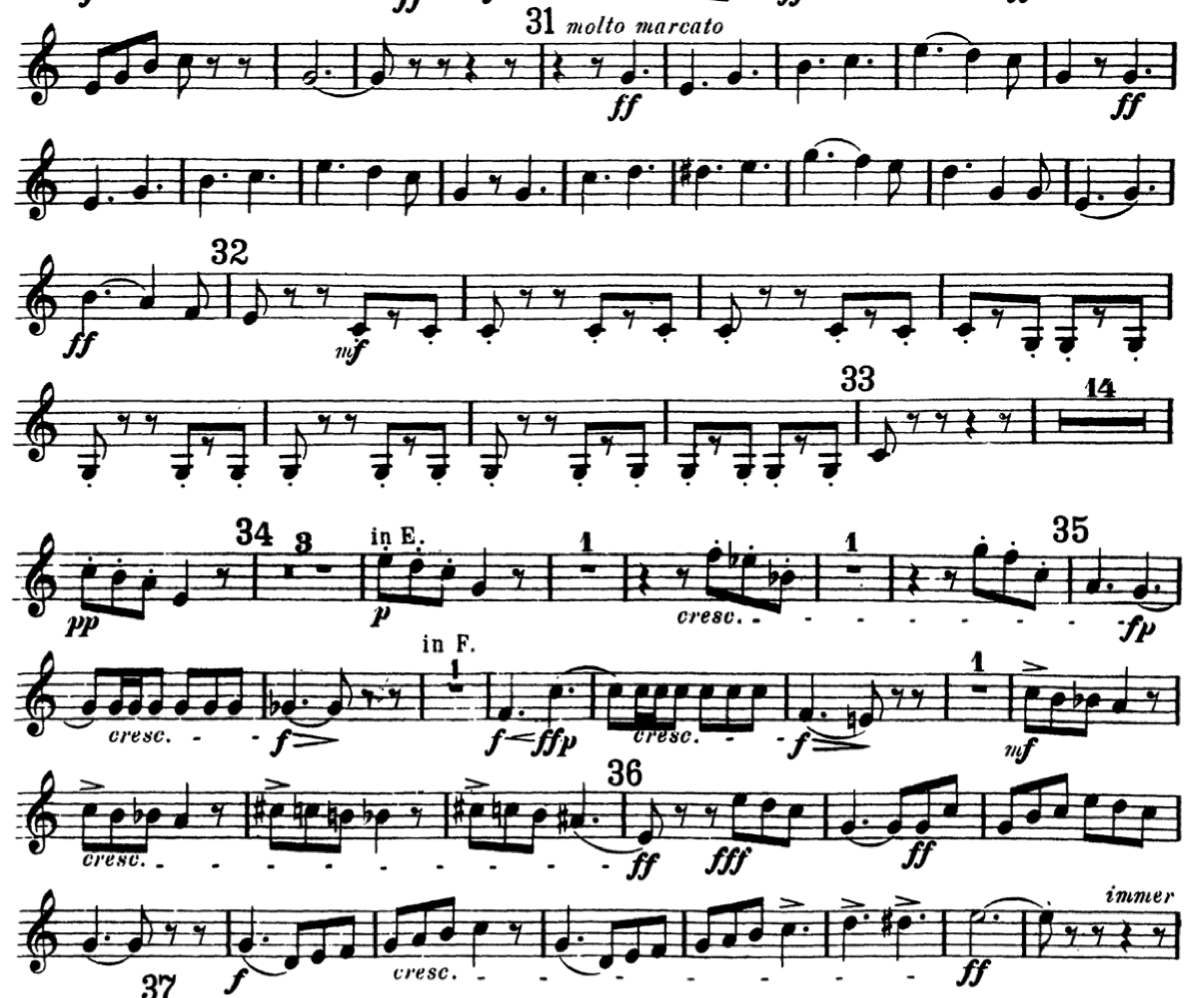 31 molto marcato
ff ff
32
ff mf
33 14
34 3 in E. 1 1 35
pp p cresc. fp
in F. 1 1
cresc. f f ffp cresc. f mf
36
cresc. ff fff ff
immer
f cresc. ff
37